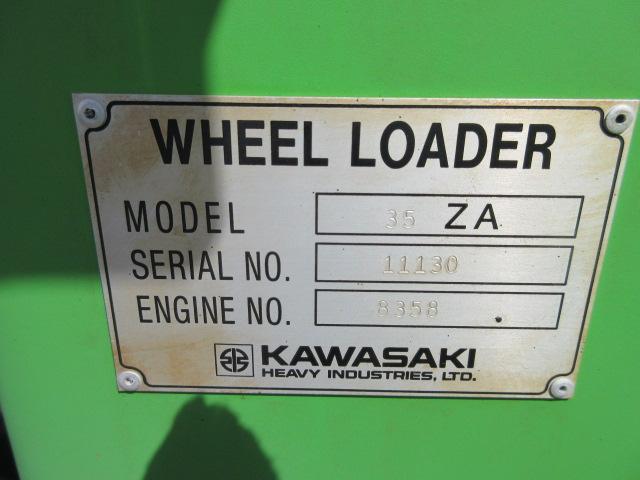 WHEEL LOADER
MODEL 35 ZA
SERIAL NO. 11130
ENGINE NO. 8358
KAWASAKI
HEAVY INDUSTRIES, LTD.